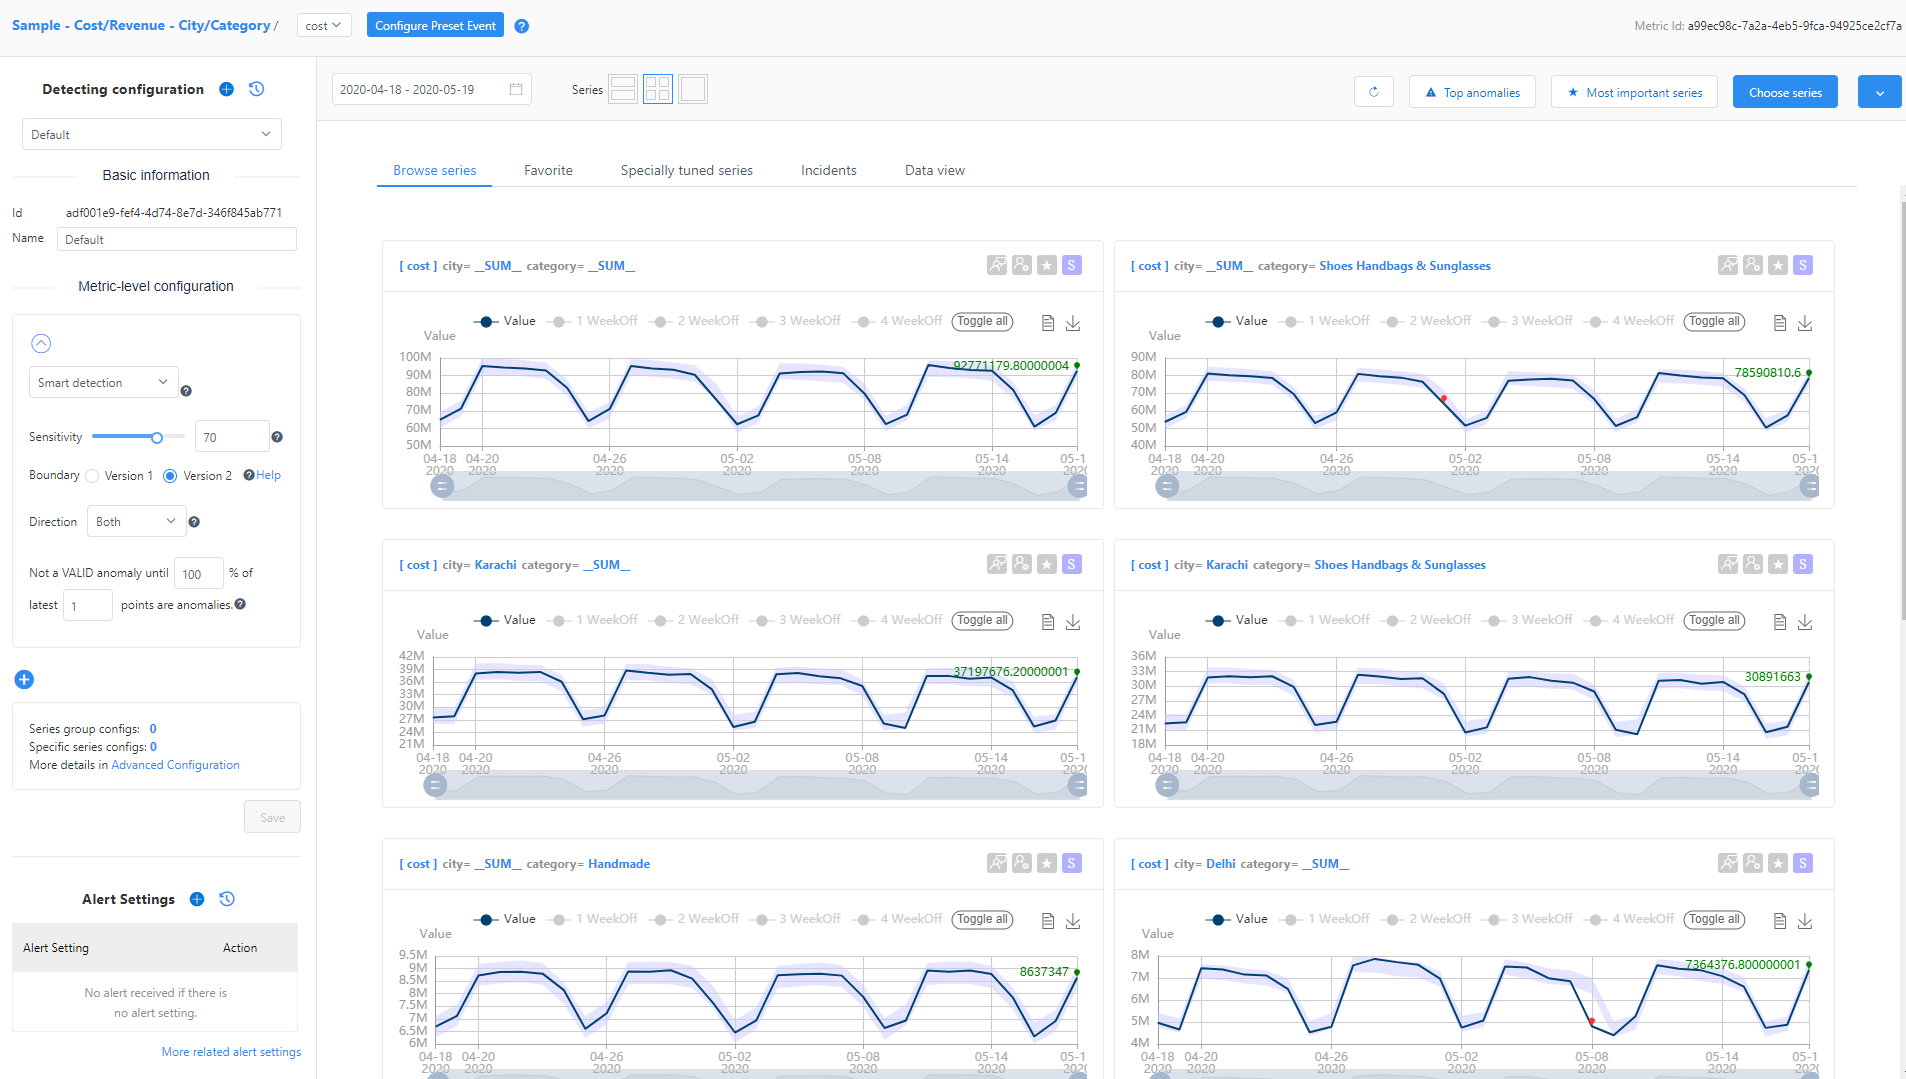 Sample - Cost/Revenue - City/Category /
cost
Configure Preset Event
?
Metric Id: a99ec98c-7a2a-4eb5-9fca-94925ce2cf7a
Detecting configuration
Default
Basic information
Id adf001e9-fef4-4d74-8e7d-346f845ab771
Name Default
Metric-level configuration
Smart detection ?
Sensitivity 70 ?
Boundary Version 1 Version 2 ? Help
Direction Both ?
Not a VALID anomaly until 100 % of
latest 1 points are anomalies. ?
Series group configs: 0
Specific series configs: 0
More details in Advanced Configuration
Save
Alert Settings
Alert Setting Action
No alert received if there is
no alert setting.
More related alert settings
2020-04-18 - 2020-05-19
Series
Top anomalies
Most important series
Choose series
Browse series Favorite Specially tuned series Incidents Data view
[ cost ] city= __SUM__ category= __SUM__
S
Value 1 WeekOff 2 WeekOff 3 WeekOff 4 WeekOff Toggle all
Value
100M
90M
80M
70M
60M
50M
92771179.80000004
04-18 04-20 04-26 05-02 05-08 05-14 05-1
2020 2020 2020 2020 2020 2020 202
[ cost ] city= __SUM__ category= Shoes Handbags & Sunglasses
S
Value 1 WeekOff 2 WeekOff 3 WeekOff 4 WeekOff Toggle all
Value
90M
80M
70M
60M
50M
40M
78590810.6
04-18 04-20 04-26 05-02 05-08 05-14 05-1
2020 2020 2020 2020 2020 2020 202
[ cost ] city= Karachi category= __SUM__
S
Value 1 WeekOff 2 WeekOff 3 WeekOff 4 WeekOff Toggle all
Value
42M
39M
36M
33M
30M
27M
24M
21M
37197676.20000001
04-18 04-20 04-26 05-02 05-08 05-14 05-1
2020 2020 2020 2020 2020 2020 202
[ cost ] city= Karachi category= Shoes Handbags & Sunglasses
S
Value 1 WeekOff 2 WeekOff 3 WeekOff 4 WeekOff Toggle all
Value
36M
33M
30M
27M
24M
21M
18M
30891663
04-18 04-20 04-26 05-02 05-08 05-14 05-1
2020 2020 2020 2020 2020 2020 202
[ cost ] city= __SUM__ category= Handmade
S
Value 1 WeekOff 2 WeekOff 3 WeekOff 4 WeekOff Toggle all
Value
9.5M
9M
8.5M
8M
7.5M
7M
6.5M
6M
8637347
04-18 04-20 04-26 05-02 05-08 05-14 05-1
2020 2020 2020 2020 2020 2020 202
[ cost ] city= Delhi category= __SUM__
S
Value 1 WeekOff 2 WeekOff 3 WeekOff 4 WeekOff Toggle all
Value
8M
7M
6M
5M
4M
7364376.800000001
04-18 04-20 04-26 05-02 05-08 05-14 05-1
2020 2020 2020 2020 2020 2020 202